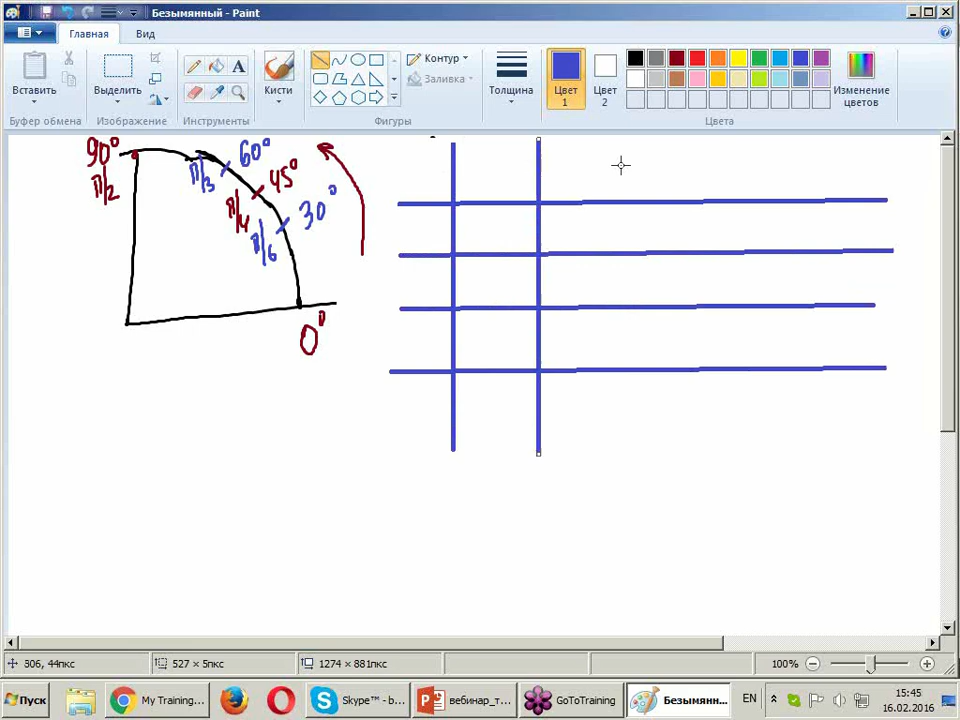 Безымянный - Paint
Главная
Вид
Вставить
Выделить
Кисти
Контур
Заливка
Толщина
Цвет 1
Цвет 2
Изменение цветов
Буфер обмена
Изображение
Инструменты
Фигуры
Цвета
90°
π/2
60°
π/3
45°
π/4
30°
π/6
0°
306, 44пкс
527 × 5пкс
1274 × 881пкс
100%
Пуск
My Training...
Skype™ - b...
вебинар_т...
GoToTraining
Безымянн...
EN
15:45
16.02.2016